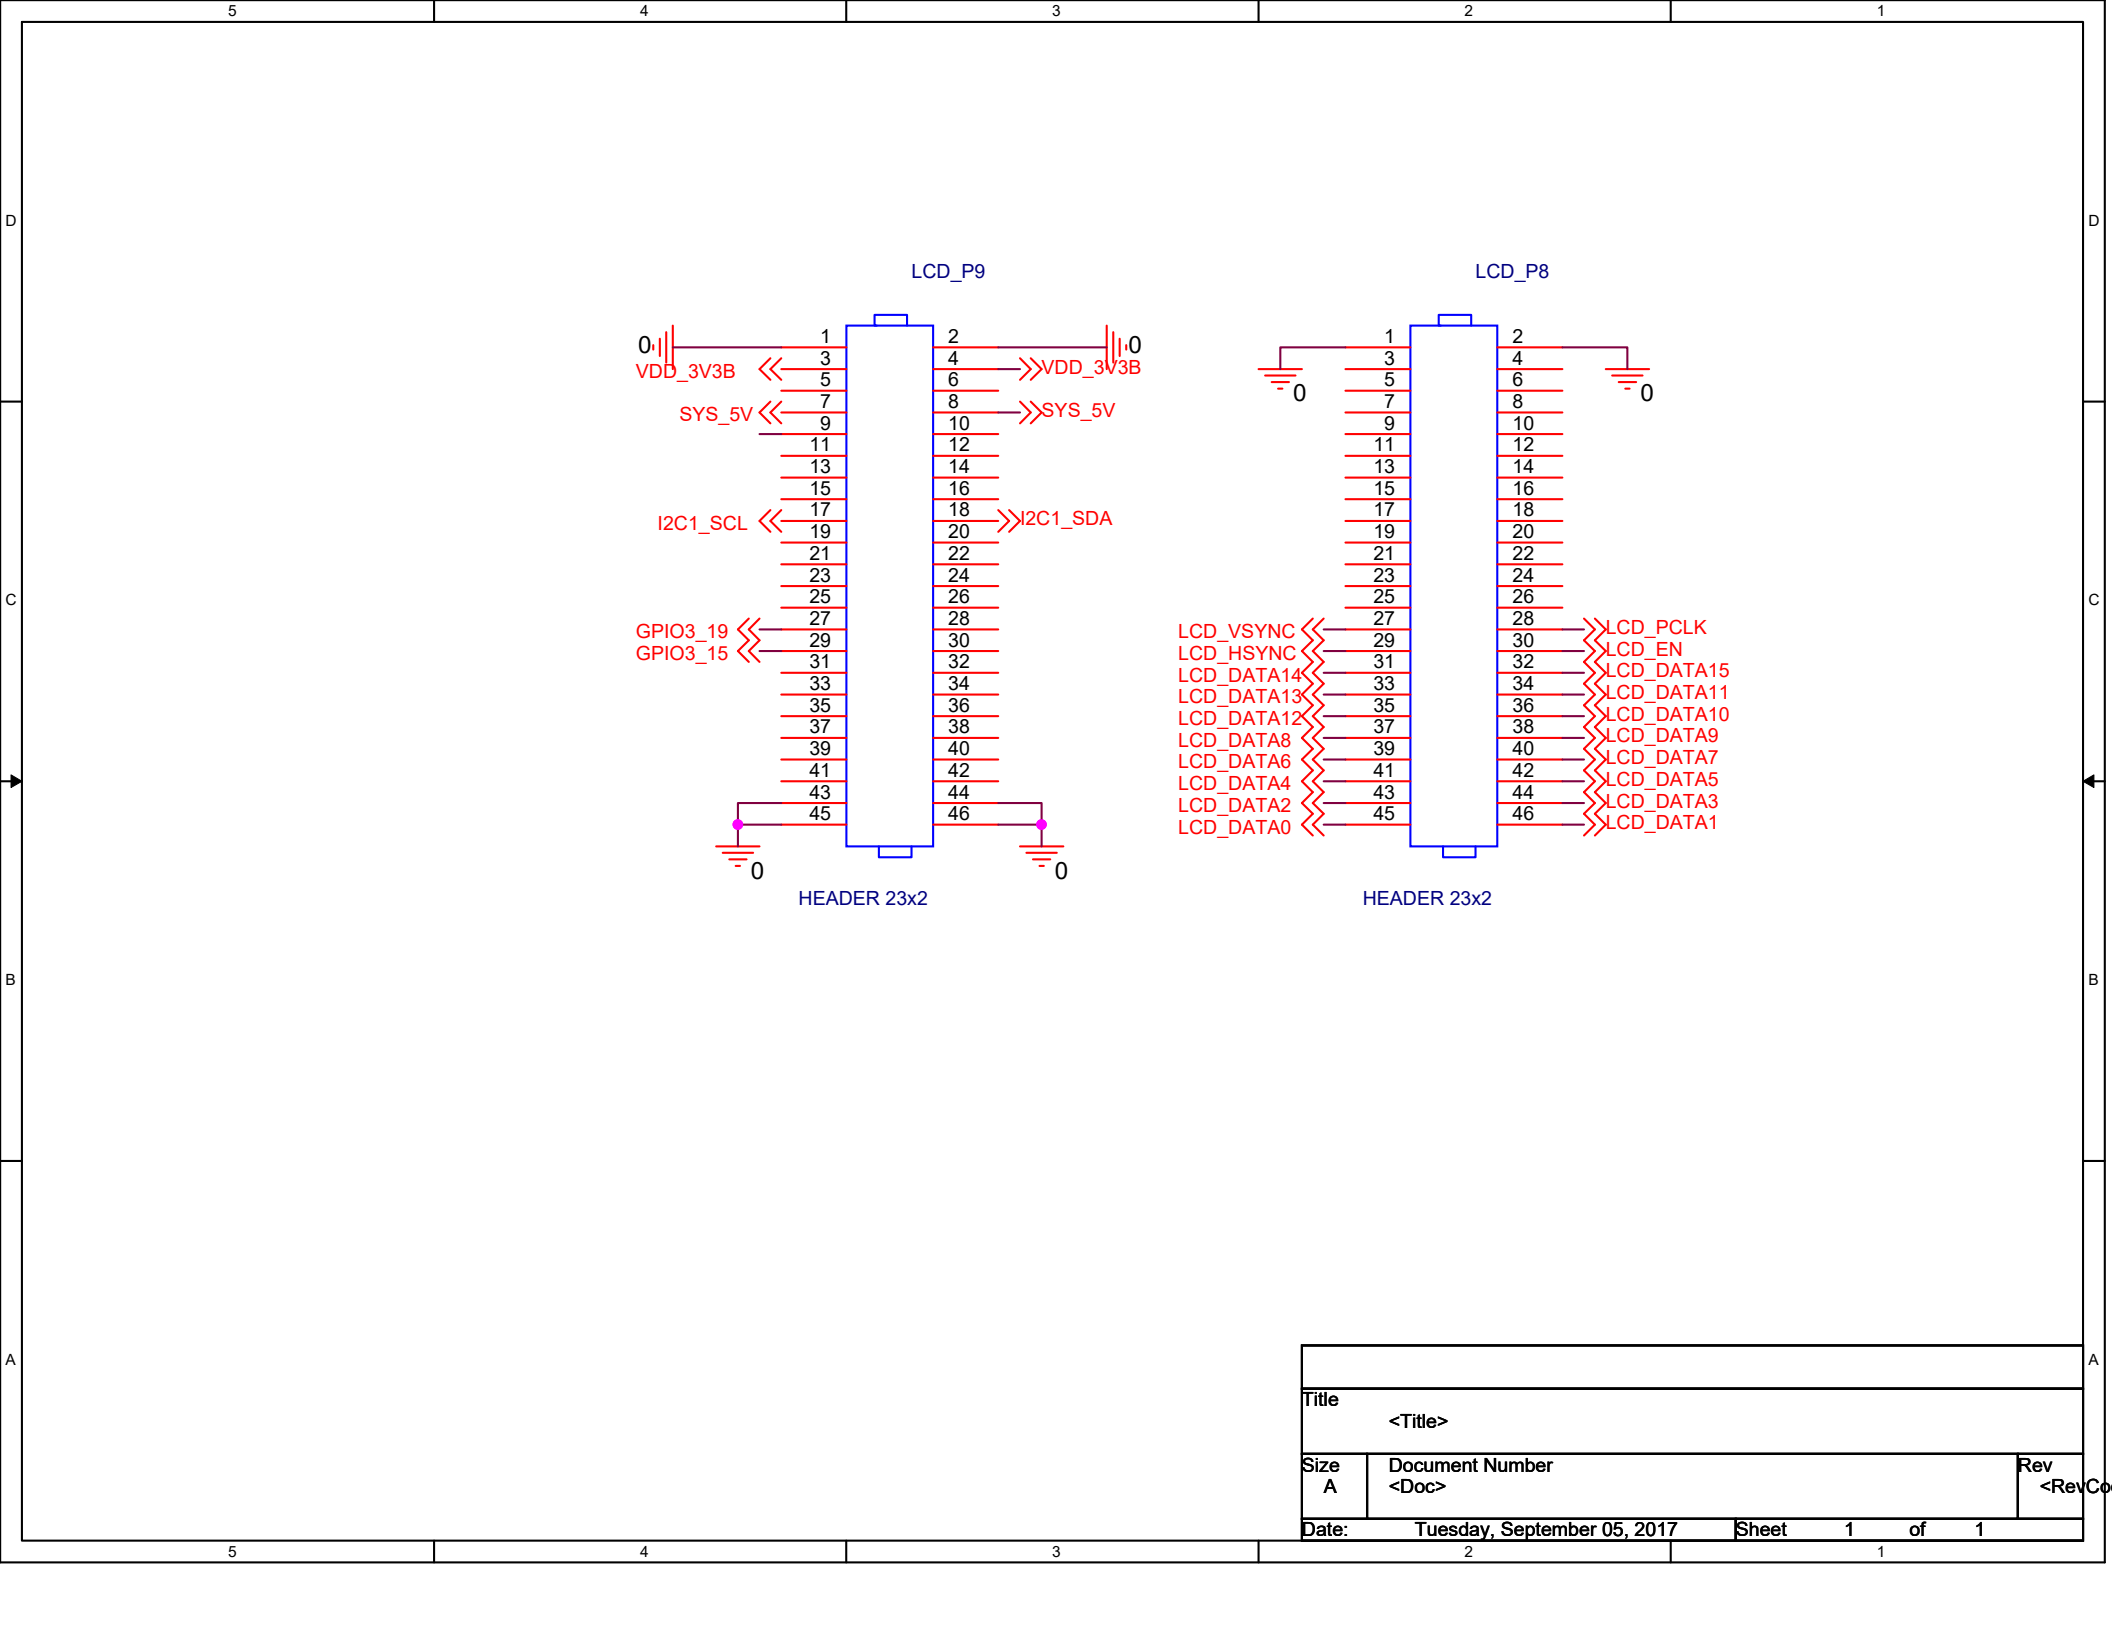 5 4 3 2 1
D D
C C
B B
A A
LCD_P9
0 1 2 0
VDD_3V3B 3 4 VDD_3V3B
5 6
SYS_5V 7 8 SYS_5V
9 10
11 12
13 14
15 16
I2C1_SCL 17 18 I2C1_SDA
19 20
21 22
23 24
25 26
GPIO3_19 27 28
GPIO3_15 29 30
31 32
33 34
35 36
37 38
39 40
41 42
43 44
45 46
0 0
HEADER 23x2
LCD_P8
1 2
3 4
0 5 6 0
7 8
9 10
11 12
13 14
15 16
17 18
19 20
21 22
23 24
25 26
LCD_VSYNC 27 28 LCD_PCLK
LCD_HSYNC 29 30 LCD_EN
LCD_DATA14 31 32 LCD_DATA15
LCD_DATA13 33 34 LCD_DATA11
LCD_DATA12 35 36 LCD_DATA10
LCD_DATA8 37 38 LCD_DATA9
LCD_DATA6 39 40 LCD_DATA7
LCD_DATA4 41 42 LCD_DATA5
LCD_DATA2 43 44 LCD_DATA3
LCD_DATA0 45 46 LCD_DATA1
HEADER 23x2
Title
<Title>
Size Document Number Rev
A <Doc>
Date: Tuesday, September 05, 2017 Sheet 1 of 1
5 4 3 2 1